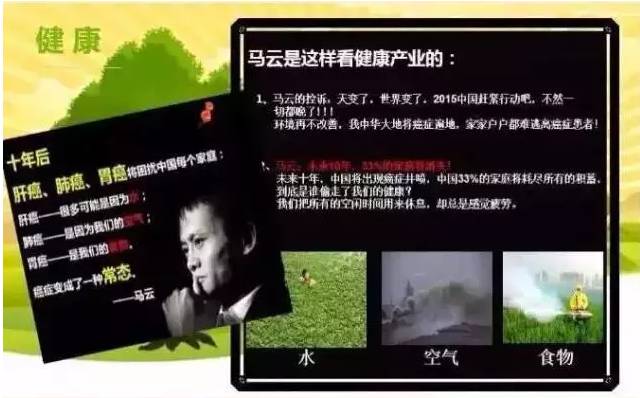 健康
马云是这样看健康产业的：
1、马云的控诉，天变了，世界变了，2015中国赶紧行动吧，不然一
切都晚了!!!
环境再不改善，我中华大地将癌症遍地，家家户户都难逃离癌症患者!
马云：未来10年，33%的家庭将消失!
未来十年，中国将出现癌症井喷，中国33%的家庭将耗尽所有的积蓄，
到底是谁偷走了我们的健康？
我们把所有的空闲时间用来休息，却总是感觉疲劳。
十年后
肝癌、肺癌、胃癌将困扰中国每个家庭：
肝癌——很多可能是因为水；
肺癌——是因为我们的空气；
胃癌——是我们的食物。
癌症变成了一种常态。
——马云
水
空气
食物